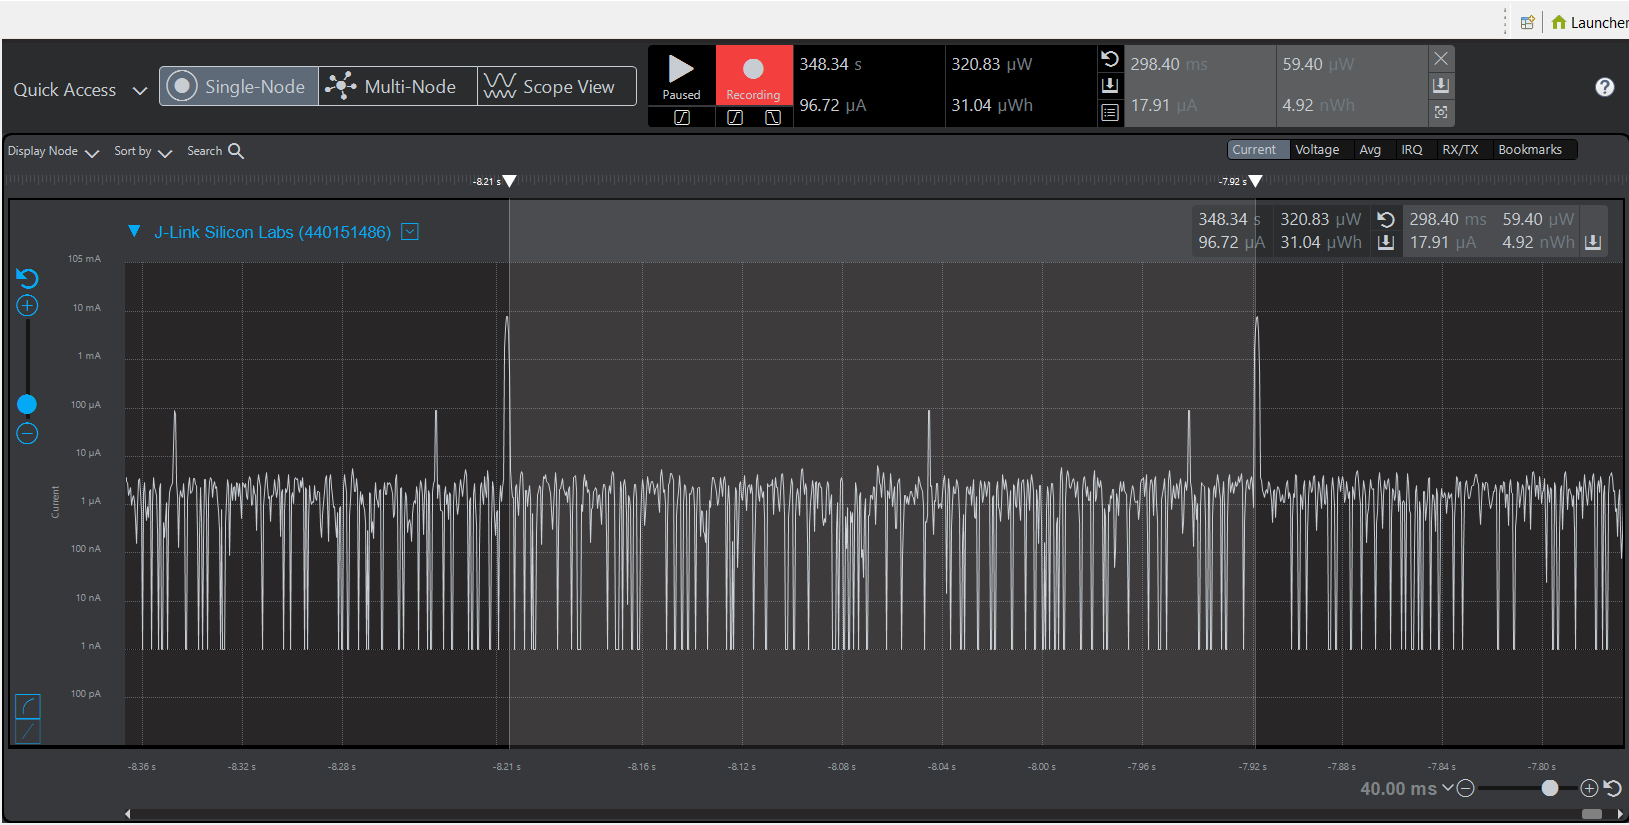 Launcher
Quick Access
Single-Node
Multi-Node
Scope View
Paused
Recording
348.34 s
96.72 µA
320.83 µW
31.04 µWh
298.40 ms
17.91 µA
59.40 µW
4.92 nWh
Display Node
Sort by
Search
Current
Voltage
Avg
IRQ
RX/TX
Bookmarks
-8.21 s
-7.92 s
J-Link Silicon Labs (440151486)
348.34 s 320.83 µW 298.40 ms 59.40 µW
96.72 µA 31.04 µWh 17.91 µA 4.92 nWh
105 mA
10 mA
1 mA
100 µA
10 µA
1 µA
100 nA
10 nA
1 nA
100 pA
Current
-8.36 s -8.32 s -8.28 s -8.21 s -8.16 s -8.12 s -8.08 s -8.04 s -8.00 s -7.96 s -7.92 s -7.88 s -7.84 s -7.80 s
40.00 ms